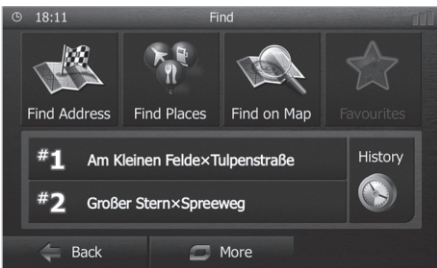 18:11 Find
Find Address Find Places Find on Map Favourites
#1 Am Kleinen Felde×Tulpenstraße History
#2 Großer Stern×Spreeweg
Back More